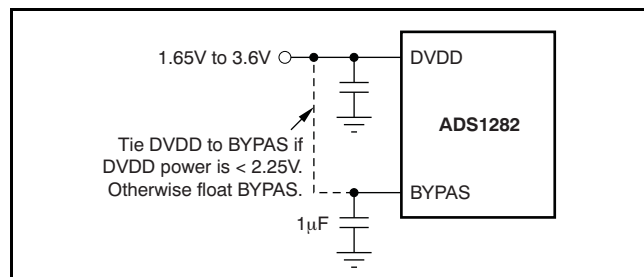 1.65V to 3.6V
DVDD
ADS1282
Tie DVDD to BYPAS if
DVDD power is < 2.25V.
Otherwise float BYPAS.
BYPAS
1μF